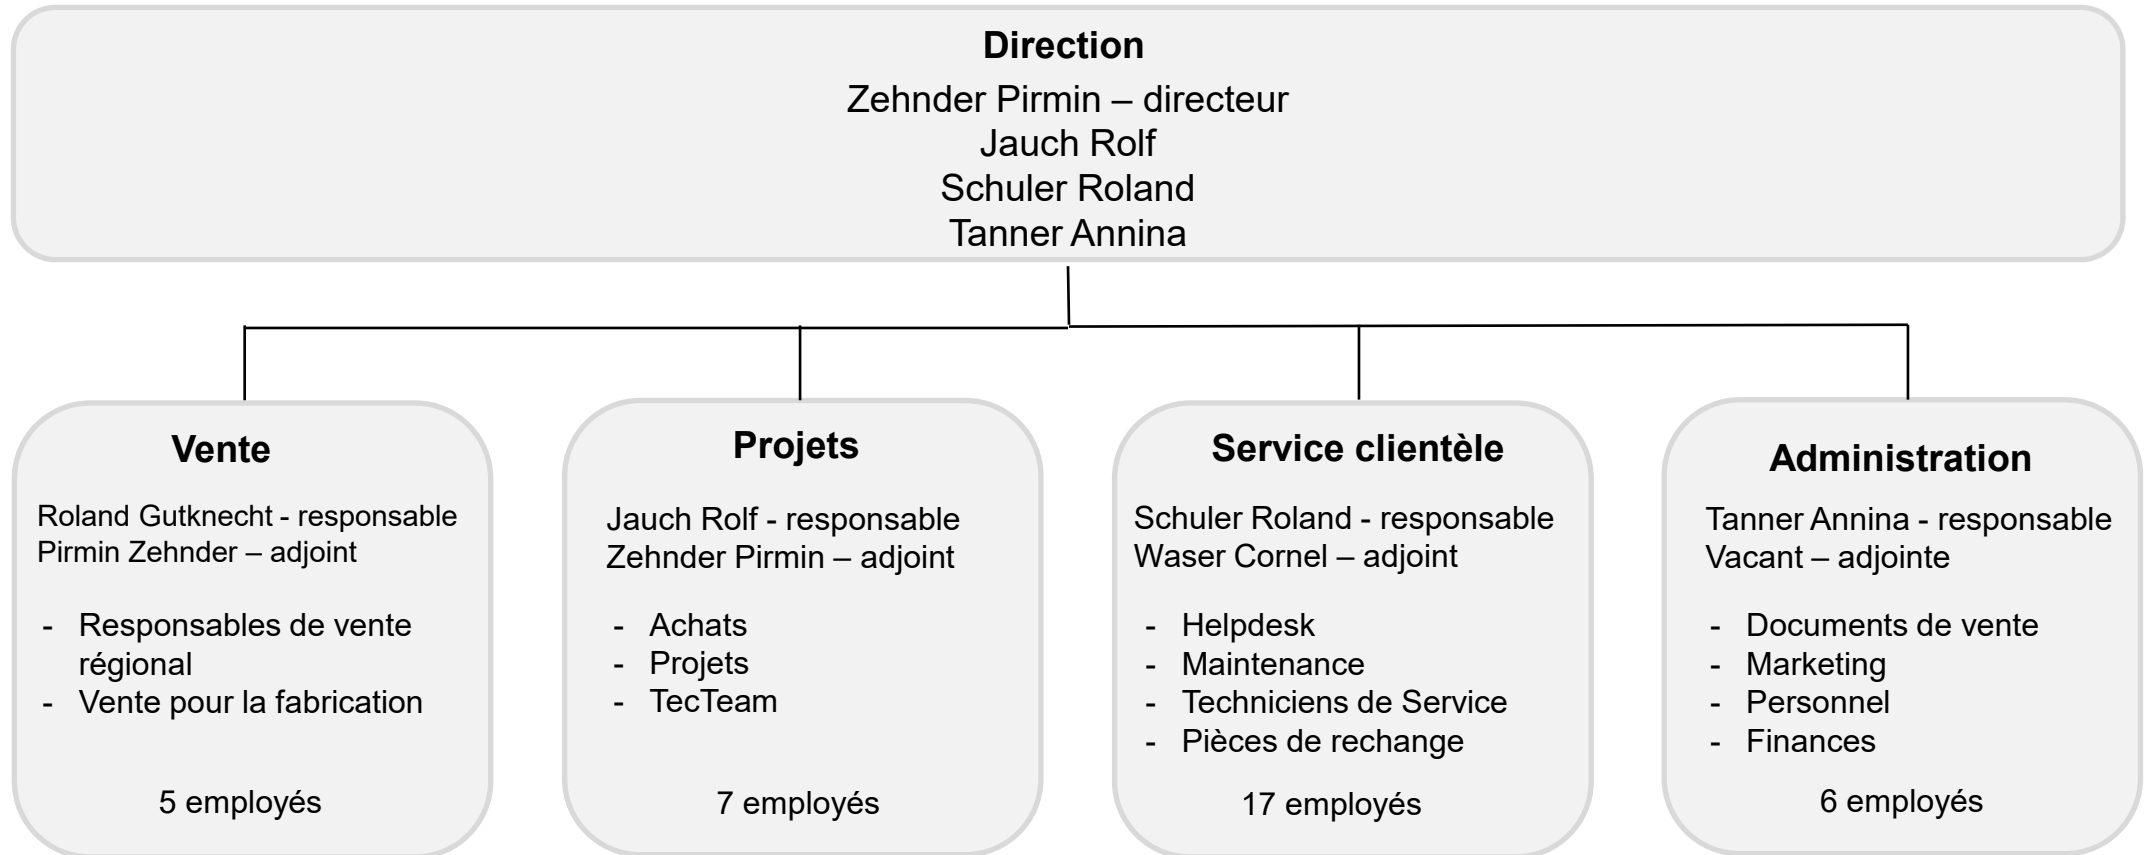 Direction
Zehnder Pirmin – directeur
Jauch Rolf
Schuler Roland
Tanner Annina
Vente
Roland Gutknecht - responsable
Pirmin Zehnder – adjoint
- Responsables de vente
régional
- Vente pour la fabrication
5 employés
Projets
Jauch Rolf - responsable
Zehnder Pirmin – adjoint
- Achats
- Projets
- TecTeam
7 employés
Service clientèle
Schuler Roland - responsable
Waser Cornel – adjoint
- Helpdesk
- Maintenance
- Techniciens de Service
- Pièces de rechange
17 employés
Administration
Tanner Annina - responsable
Vacant – adjointe
- Documents de vente
- Marketing
- Personnel
- Finances
6 employés